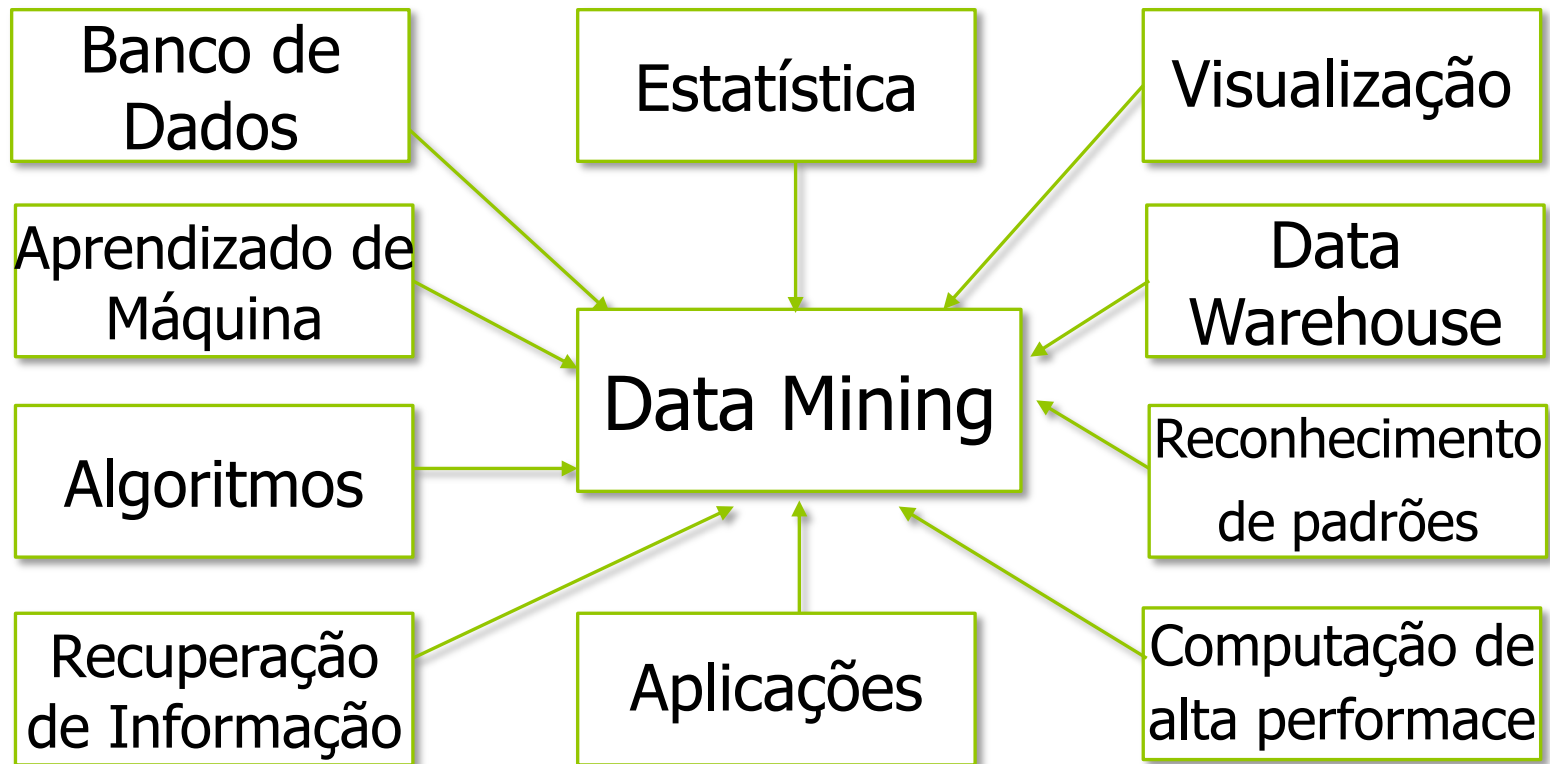 Banco de
Dados
Estatística
Visualização
Aprendizado de
Máquina
Data
Warehouse
Data Mining
Algoritmos
Reconhecimento
de padrões
Recuperação
de Informação
Aplicações
Computação de
alta performace